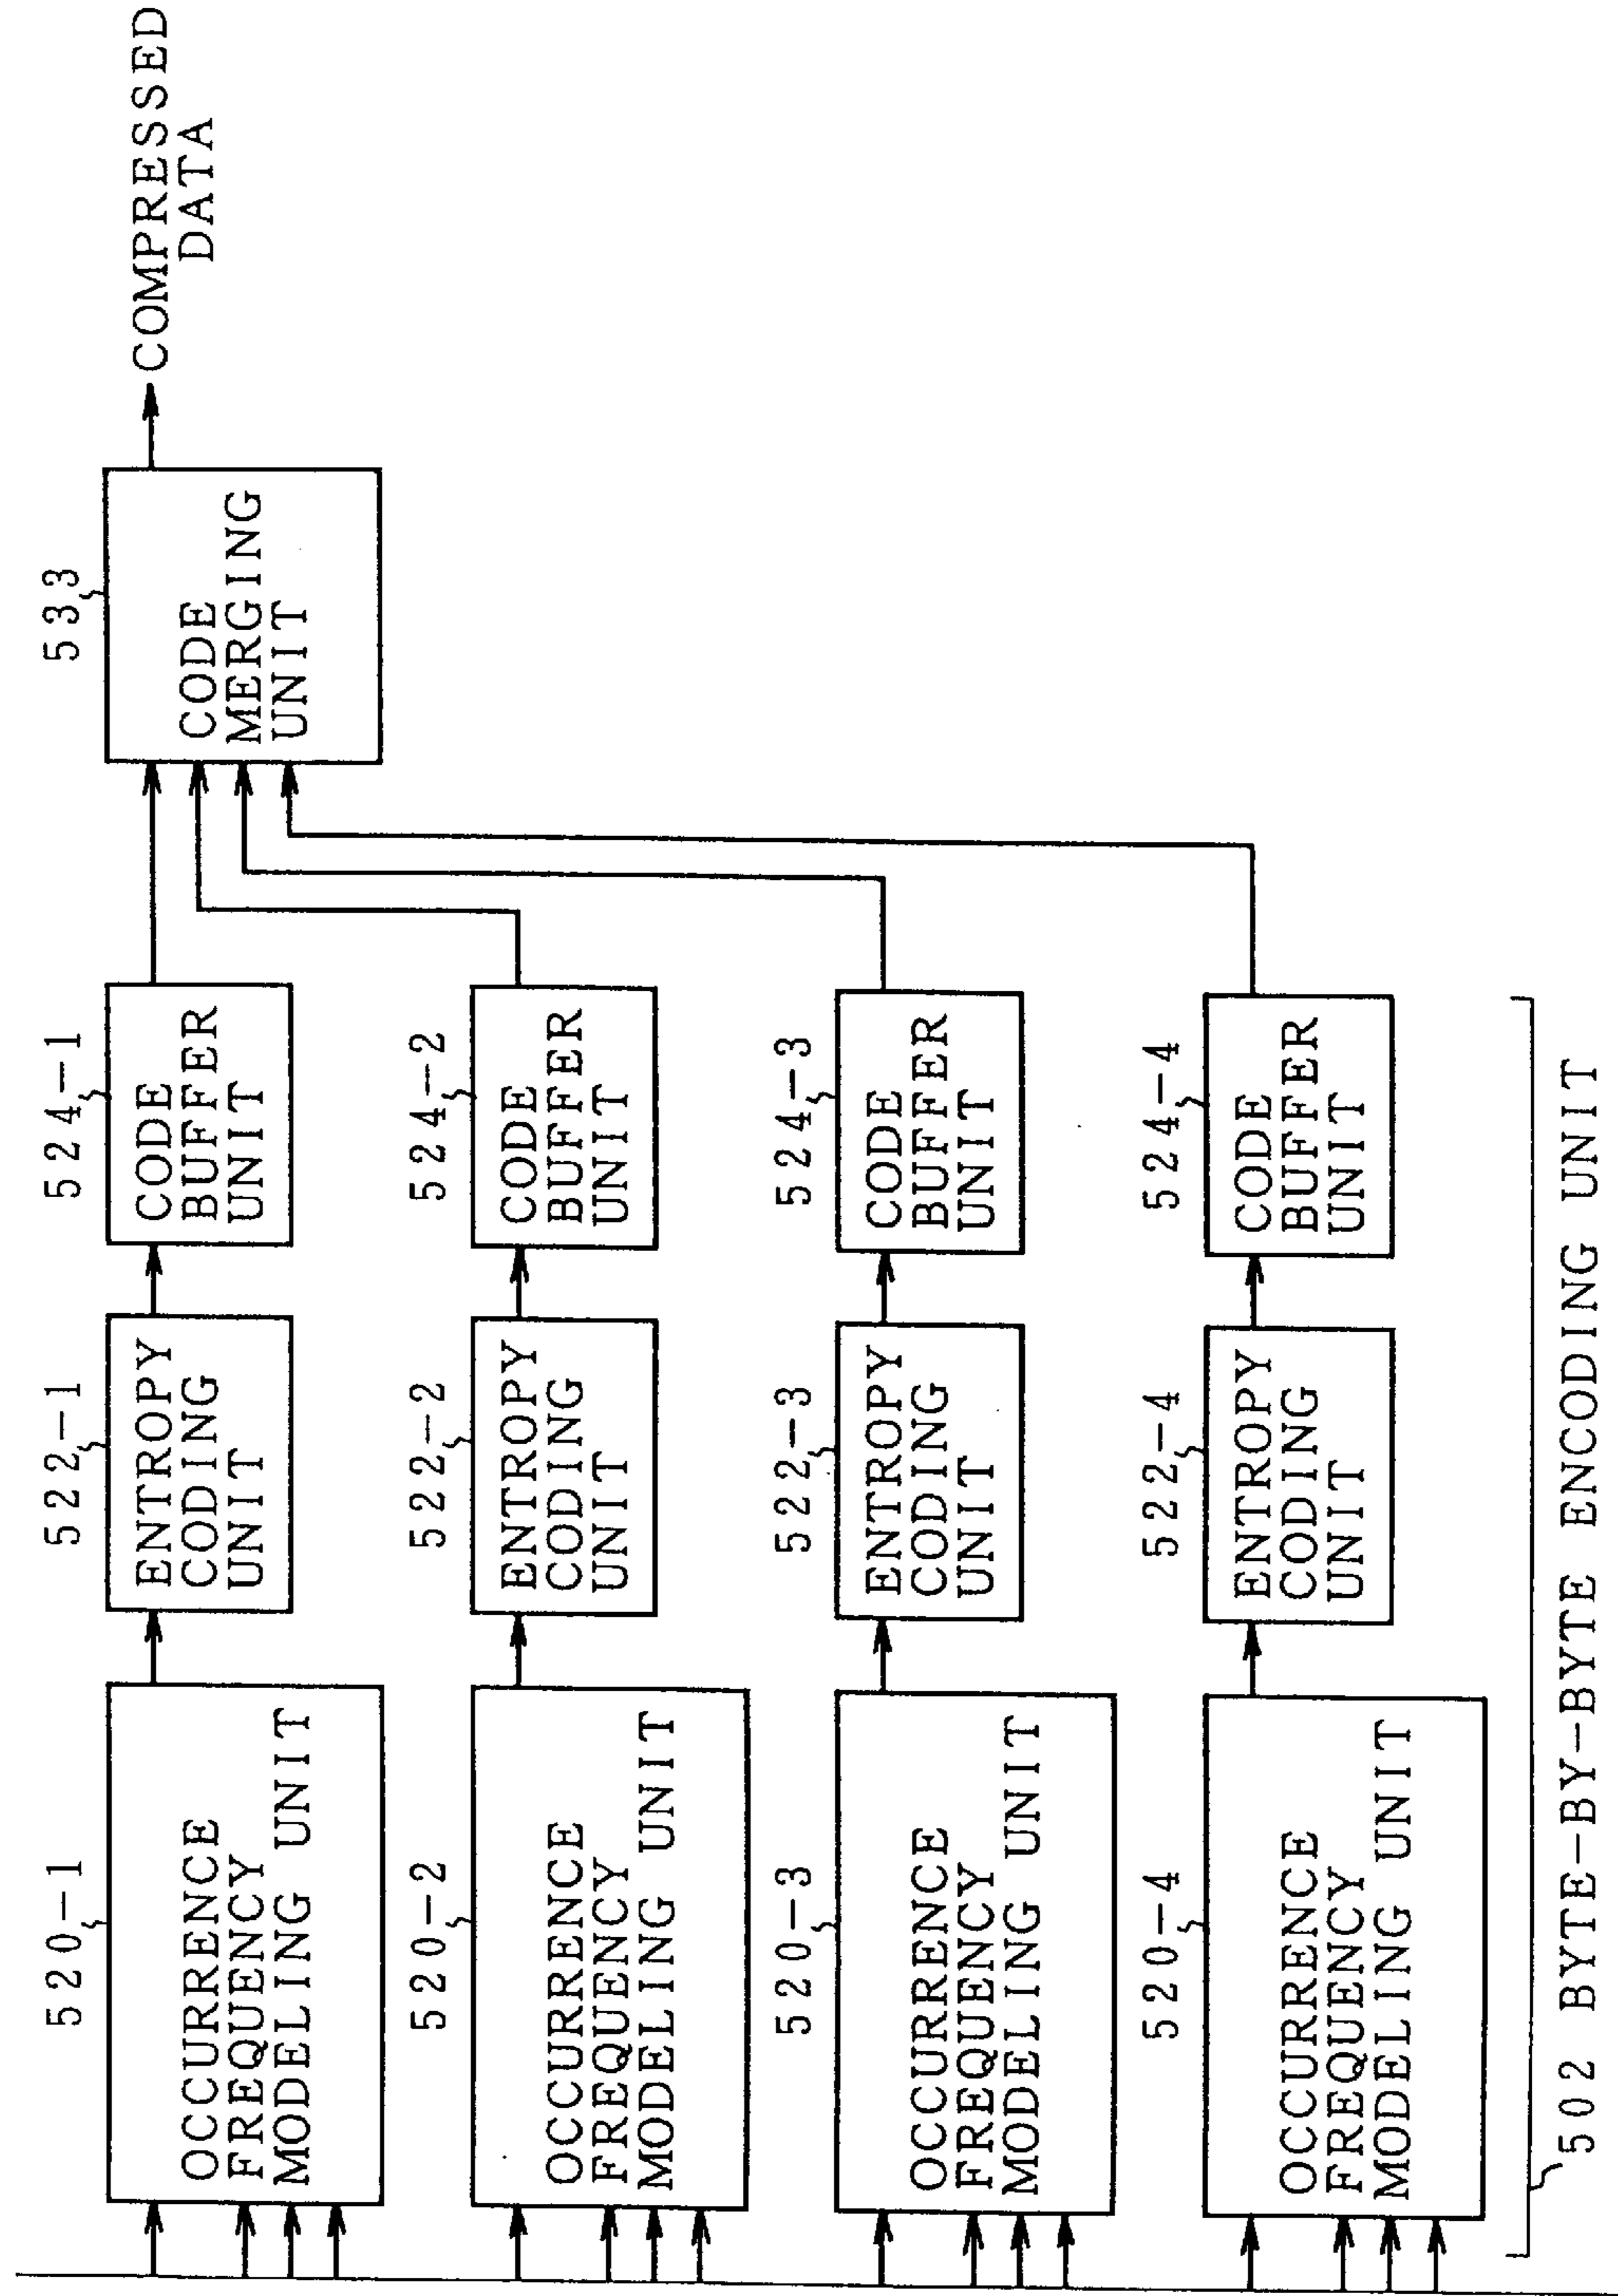 520-1
OCCURRENCE
FREQUENCY
MODELING UNIT
522-1
ENTROPY
CODING
UNIT
524-1
CODE
BUFFER
UNIT
533
CODE
MERGING
UNIT
COMPRESSED
DATA
520-2
OCCURRENCE
FREQUENCY
MODELING UNIT
522-2
ENTROPY
CODING
UNIT
524-2
CODE
BUFFER
UNIT
520-3
OCCURRENCE
FREQUENCY
MODELING UNIT
522-3
ENTROPY
CODING
UNIT
524-3
CODE
BUFFER
UNIT
520-4
OCCURRENCE
FREQUENCY
MODELING UNIT
522-4
ENTROPY
CODING
UNIT
524-4
CODE
BUFFER
UNIT
502 BYTE-BY-BYTE ENCODING UNIT